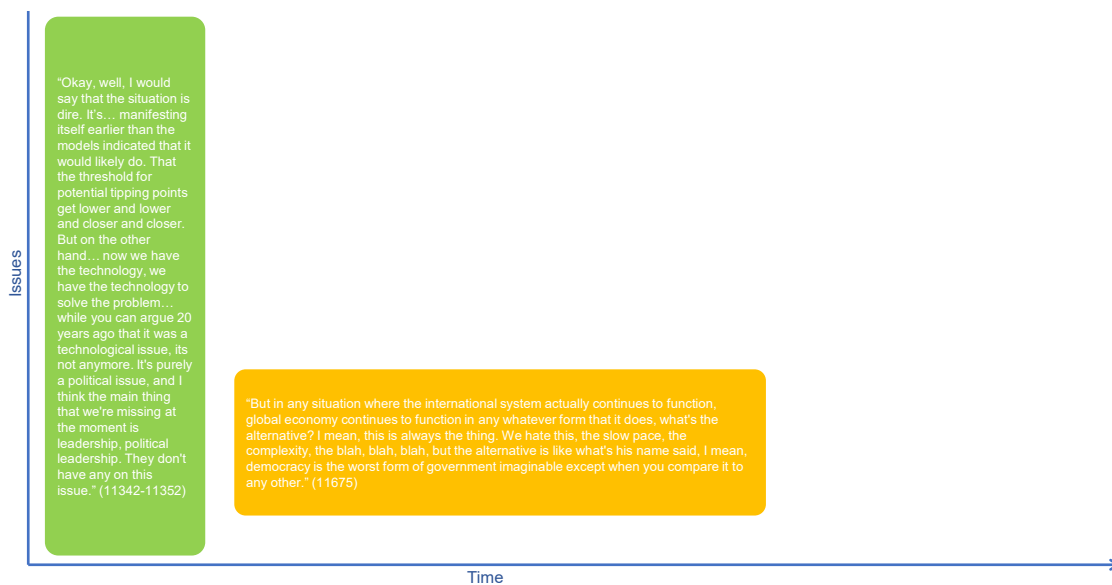 “Okay, well, I would
say that the situation is
dire. It’s… manifesting
itself earlier than the
models indicated that it
would likely do. That
the threshold for
potential tipping points
get lower and lower
and closer and closer.
But on the other
hand… now we have
the technology, we
have the technology to
solve the problem…
while you can argue 20
years ago that it was a
technological issue, its
not anymore. It's purely
a political issue, and I
think the main thing
that we're missing at
the moment is
leadership, political
leadership. They don't
have any on this
issue.” (11342-11352)
“But in any situation where the international system actually continues to function,
global economy continues to function in any whatever form that it does, what's the
alternative? I mean, this is always the thing. We hate this, the slow pace, the
complexity, the blah, blah, blah, but the alternative is like what's his name said, I mean,
democracy is the worst form of government imaginable except when you compare it to
any other.” (11675)
Issues
Time